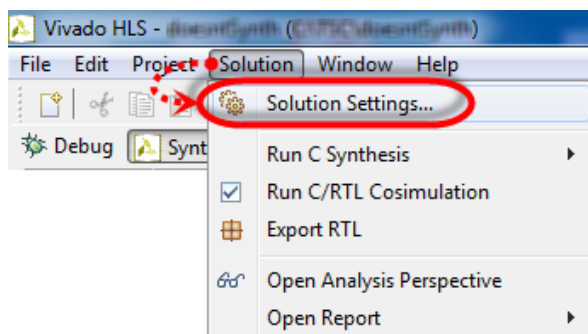 Vivado HLS -
File Edit Project Solution Window Help
Solution Settings...
Debug Synt
Run C Synthesis
Run C/RTL Cosimulation
Export RTL
Open Analysis Perspective
Open Report